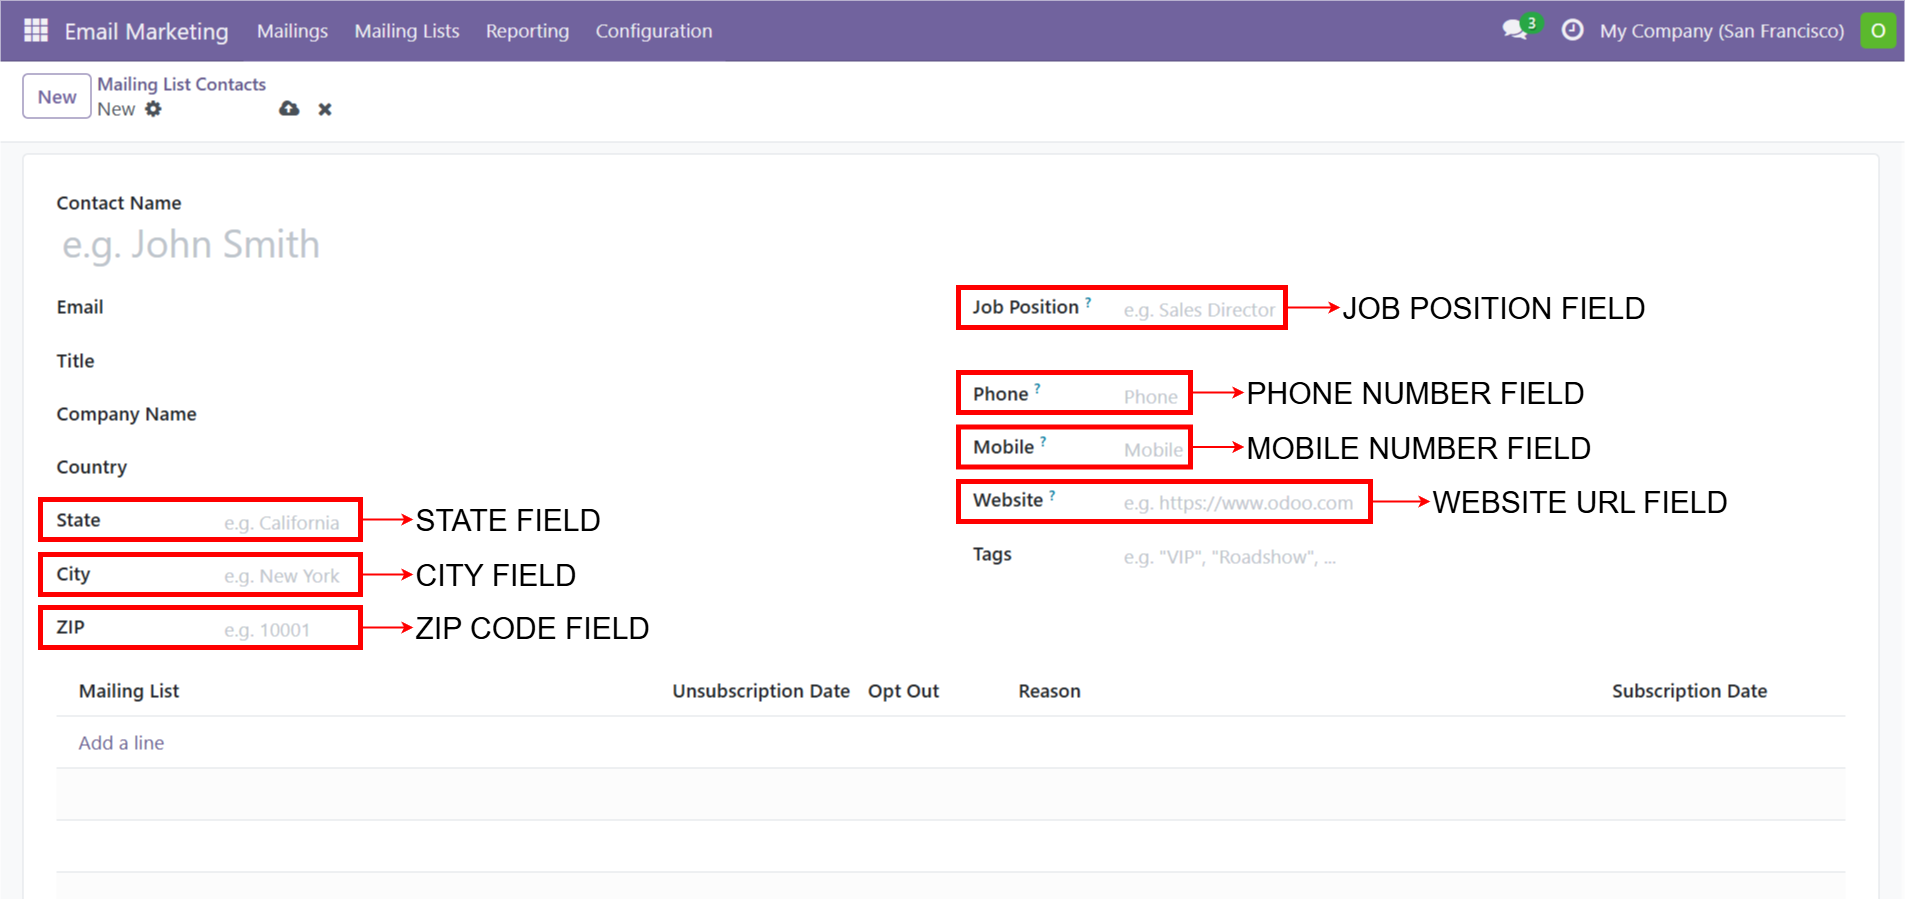 Email Marketing Mailings Mailing Lists Reporting Configuration 3 My Company (San Francisco) O
New
Mailing List Contacts
New
Contact Name
e.g. John Smith
Email
Title
Company Name
Country
State e.g. California STATE FIELD
City e.g. New York CITY FIELD
ZIP e.g. 10001 ZIP CODE FIELD
Job Position ? e.g. Sales Director JOB POSITION FIELD
Phone ? Phone PHONE NUMBER FIELD
Mobile ? Mobile MOBILE NUMBER FIELD
Website ? e.g. https://www.odoo.com WEBSITE URL FIELD
Tags e.g. "VIP", "Roadshow", ...
Mailing List Unsubscription Date Opt Out Reason Subscription Date
Add a line